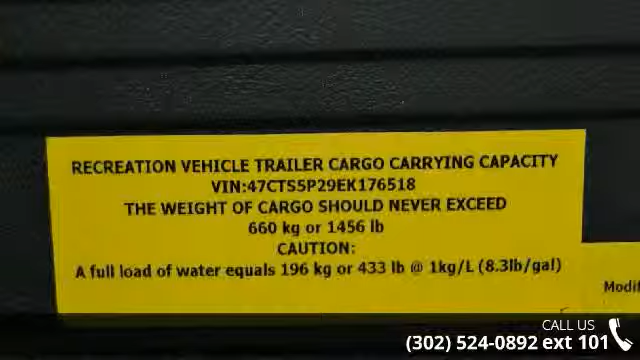 RECREATION VEHICLE TRAILER CARGO CARRYING CAPACITY
VIN:47CTS5P29EK176518
THE WEIGHT OF CARGO SHOULD NEVER EXCEED
660 kg or 1456 lb
CAUTION:
A full load of water equals 196 kg or 433 lb @ 1kg/L (8.3lb/gal)
Modif
CALL US
(302) 524-0892 ext 101